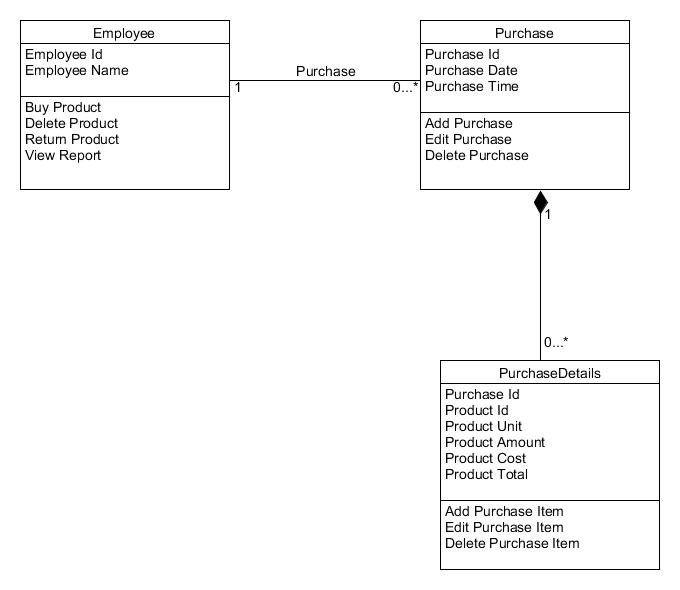 Employee
Employee Id
Employee Name
Buy Product
Delete Product
Return Product
View Report
Purchase
1
0...*
Purchase
Purchase Id
Purchase Date
Purchase Time
Add Purchase
Edit Purchase
Delete Purchase
1
0...*
PurchaseDetails
Purchase Id
Product Id
Product Unit
Product Amount
Product Cost
Product Total
Add Purchase Item
Edit Purchase Item
Delete Purchase Item